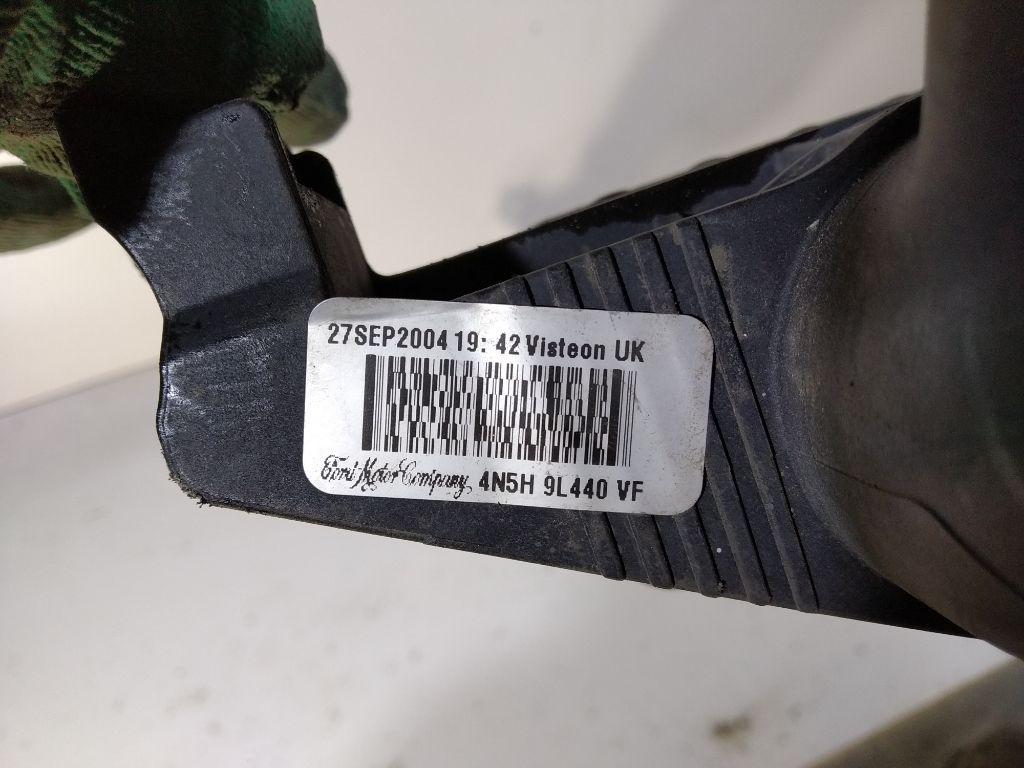 27SEP2004 19: 42 Visteon UK
Ford Motor Company 4N5H 9L440 VF